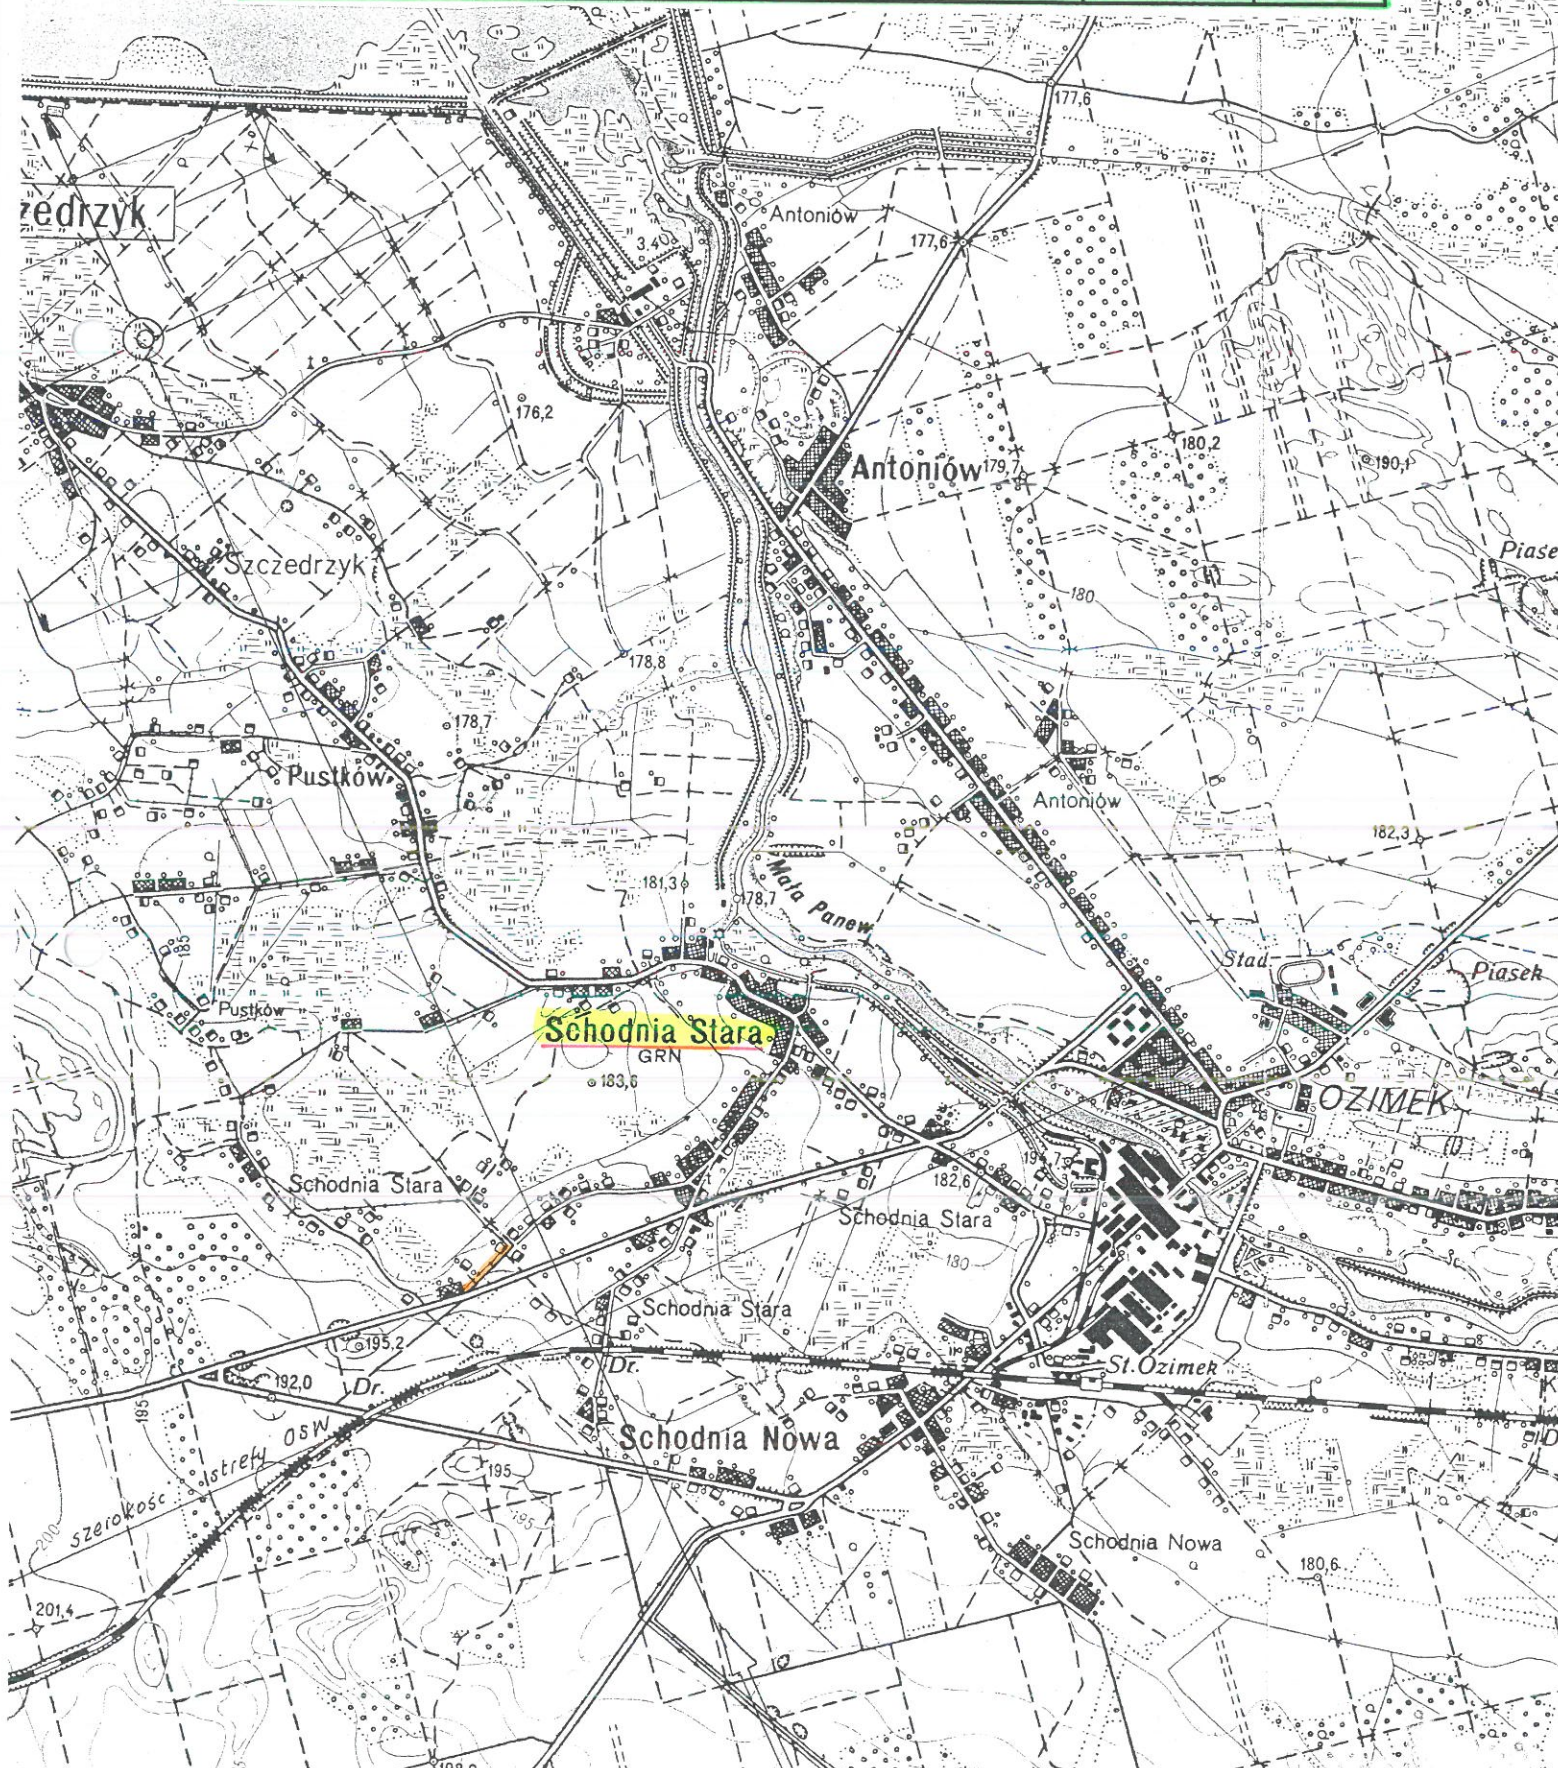 177,6
zedrzyk
Antoniów
3.40
177,6
176,2
180,2
Antoniów
179,7
190,1
Szczedrzyk
180
178,8
178,7
Pustków
Antoniów
182,3
181,3
178,7
Mała Panew
185
Stad.
Piasek
Pustków
Schodnia Stara
GRN
183,6
OZIMEK
Schodnia Stara
182,6
Schodnia Stara
180
Schodnia Stara
195,2
Dr.
St. Ozimek
192,0
Dr.
195
Schodnia Nowa
szerokość strefy OSW
195
195
200
Schodnia Nowa
180,6
201,4